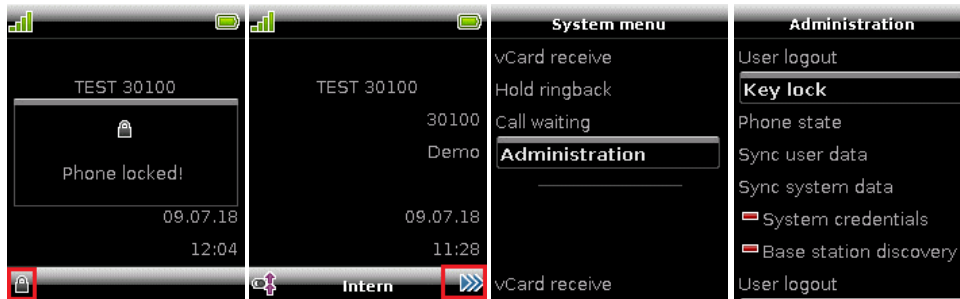 TEST 30100
Phone locked!
09.07.18
12:04
TEST 30100
30100
Demo
09.07.18
11:28
Intern
System menu
vCard receive
Hold ringback
Call waiting
Administration
vCard receive
Administration
User logout
Key lock
Phone state
Sync user data
Sync system data
System credentials
Base station discovery
User logout